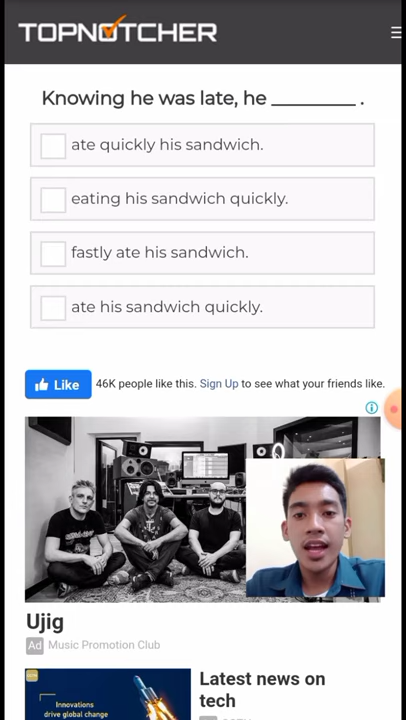 TOPNOTCHER
Knowing he was late, he ________ .
ate quickly his sandwich.
eating his sandwich quickly.
fastly ate his sandwich.
ate his sandwich quickly.
Like
46K people like this. Sign Up to see what your friends like.
Ujig
Ad Music Promotion Club
Innovations
drive global change
Latest news on
tech